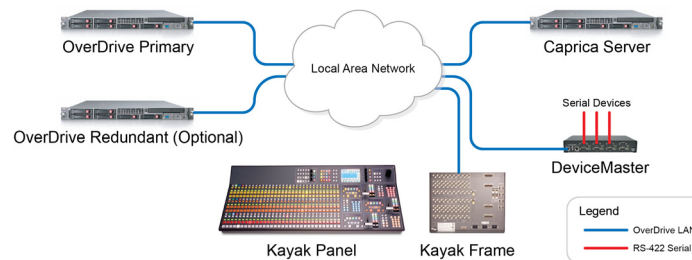 OverDrive Primary
Local Area Network
Caprica Server
OverDrive Redundant (Optional)
Serial Devices
DeviceMaster
Kayak Panel
Kayak Frame
Legend
OverDrive LAN
RS-422 Serial